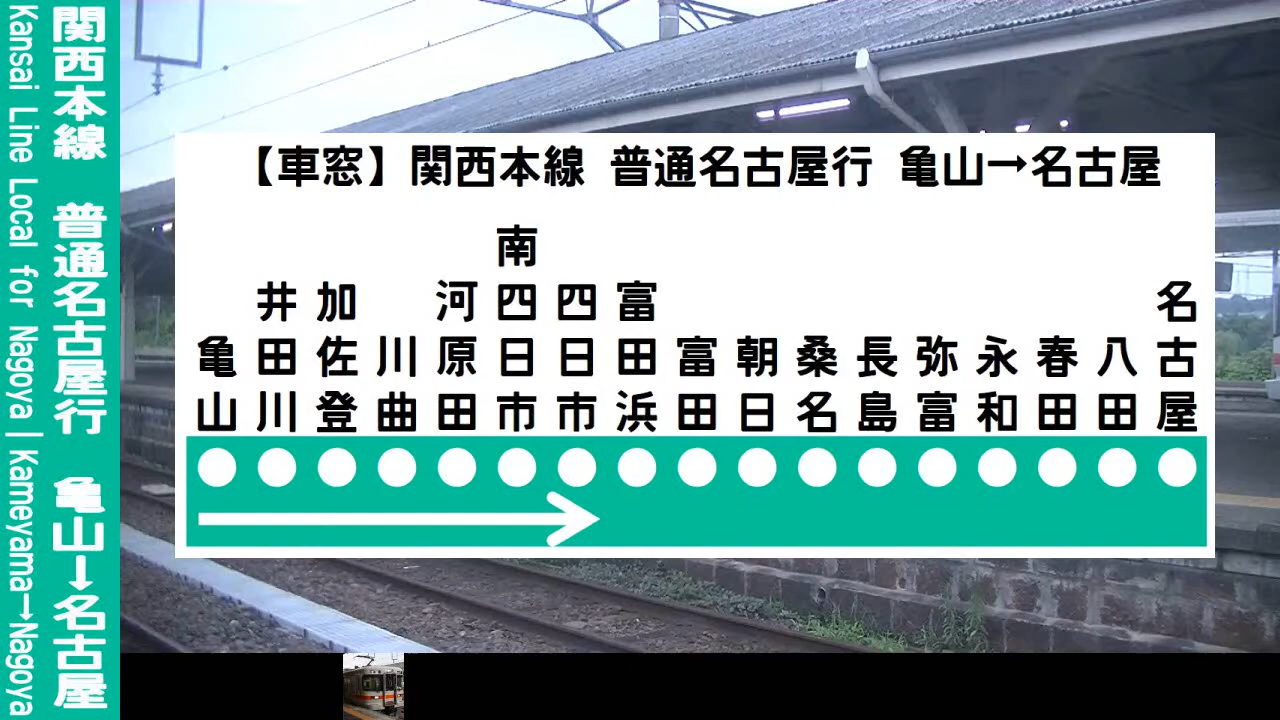 関西本線 普通名古屋行 亀山→名古屋
Kansai Line Local for Nagoya | Kameyama→Nagoya
【車窓】関西本線 普通名古屋行 亀山→名古屋
亀山
井田川
加佐登
川曲
河原田
南四日市
四日市
富田浜
富田
朝日
桑名
長島
弥富
永和
春田
八田
名古屋